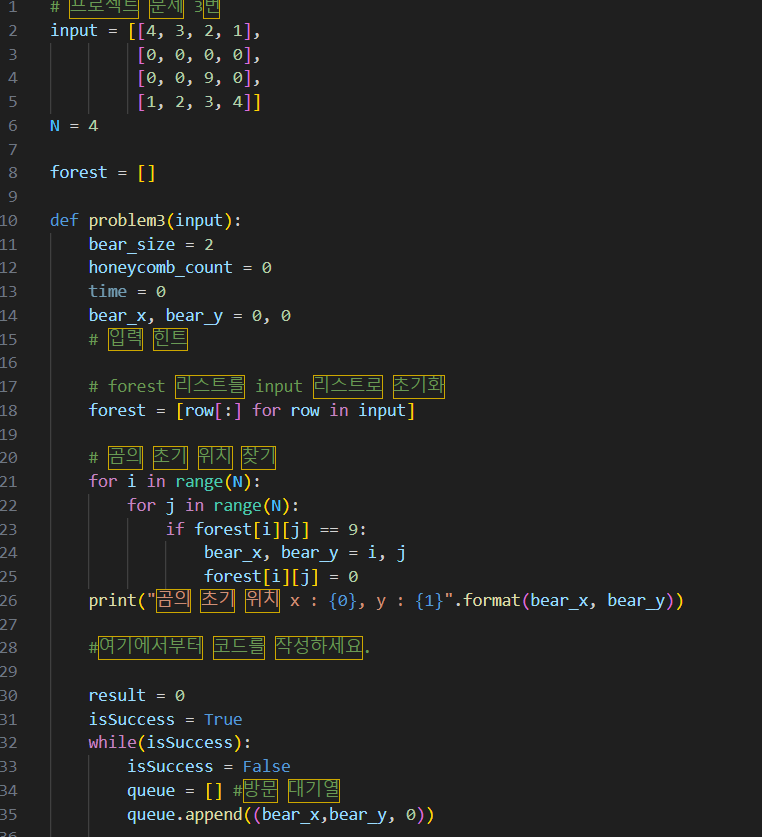 1 # 프로젝트 문제 3번
2 input = [[4, 3, 2, 1],
3 [0, 0, 0, 0],
4 [0, 0, 9, 0],
5 [1, 2, 3, 4]]
6 N = 4
7
8 forest = []
9
10 def problem3(input):
11 bear_size = 2
12 honeycomb_count = 0
13 time = 0
14 bear_x, bear_y = 0, 0
15 # 입력 힌트
16
17 # forest 리스트를 input 리스트로 초기화
18 forest = [row[:] for row in input]
19
20 # 곰의 초기 위치 찾기
21 for i in range(N):
22 for j in range(N):
23 if forest[i][j] == 9:
24 bear_x, bear_y = i, j
25 forest[i][j] = 0
26 print("곰의 초기 위치 x : {0}, y : {1}".format(bear_x, bear_y))
27
28 #여기에서부터 코드를 작성하세요.
29
30 result = 0
31 isSuccess = True
32 while(isSuccess):
33 isSuccess = False
34 queue = [] #방문 대기열
35 queue.append((bear_x,bear_y, 0))